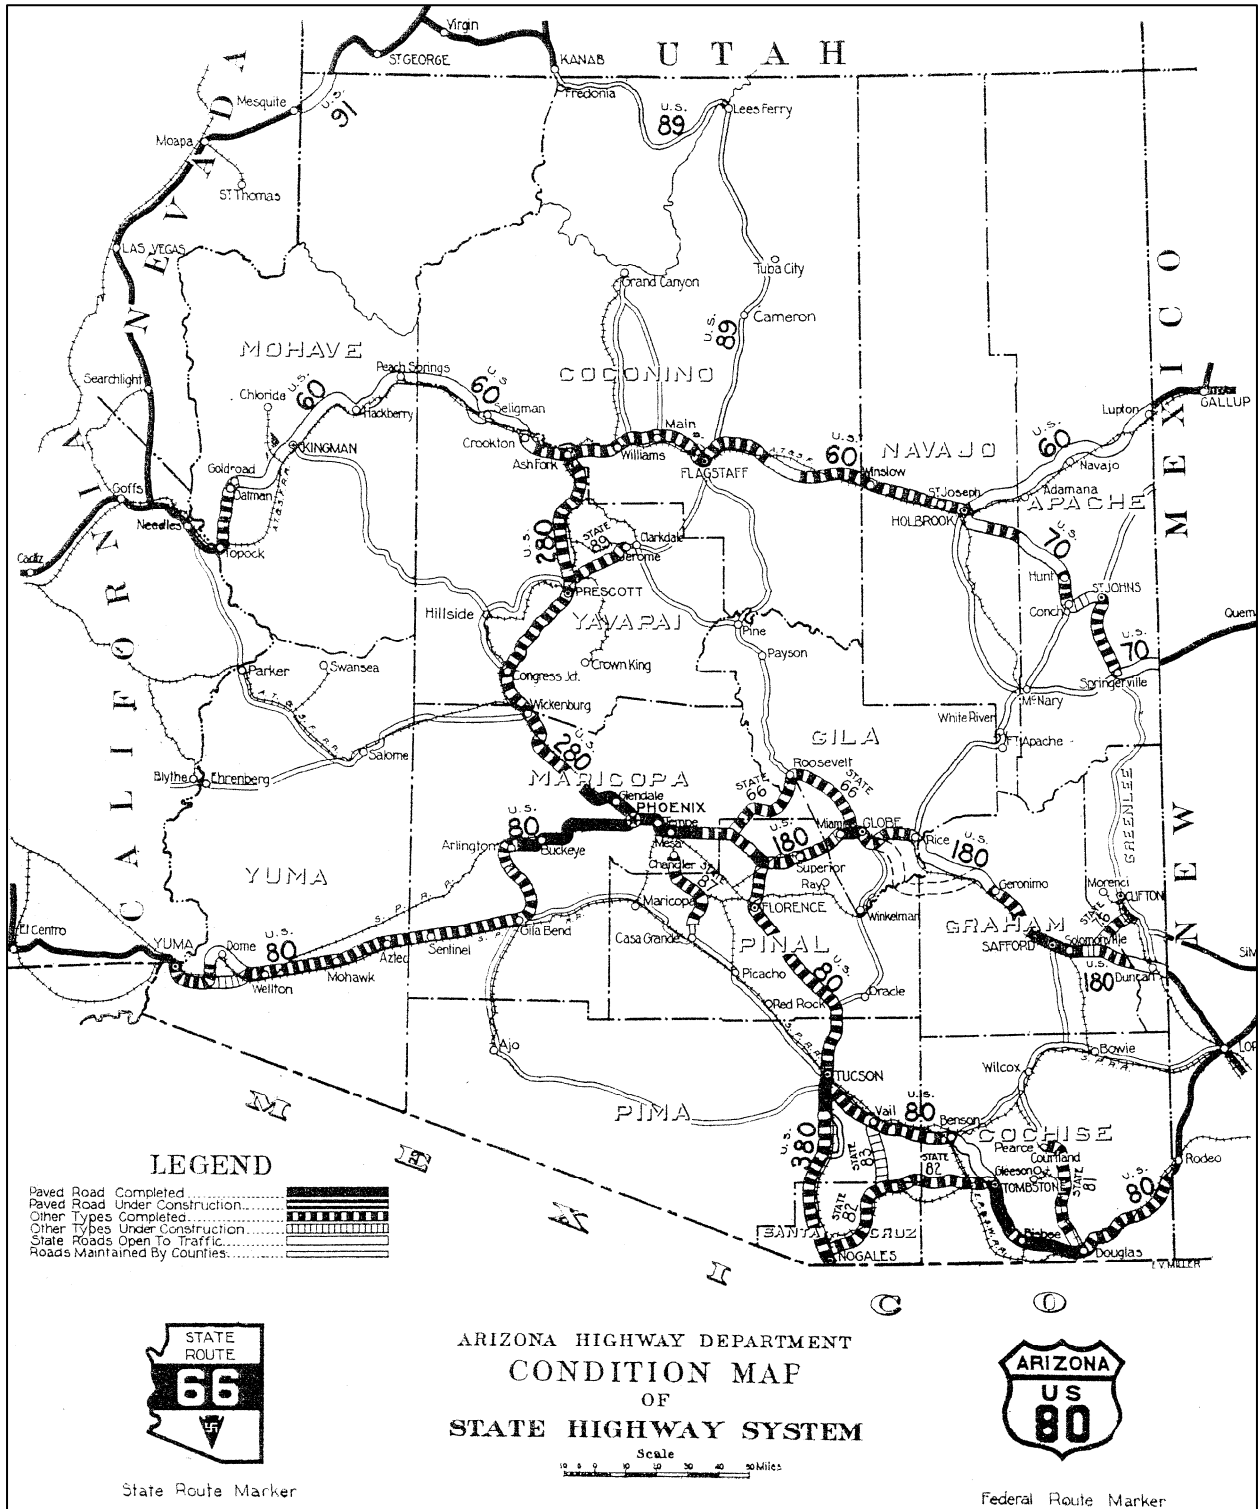 UTAH
NEVADA
CALIFORNIA
NEW MEXICO
MEXICO
Virgin
ST GEORGE
KANAB
Fredonia
Mesquite
U.S. 91
U.S. 89
Lees Ferry
Moapa
ST Thomas
LAS VEGAS
Tuba City
Grand Canyon
Cameron
U.S. 89
MOHAVE
COCONINO
NAVAJO
APACHE
Peach Springs
U.S. 60
U.S. 60
Searchlight
Chloride
Hackberry
Seligman
Crookton
Main
Lupton
GALLUP
KINGMAN
Ash Fork
Williams
FLAGSTAFF
A.T.& S.F.
U.S. 60
Winslow
U.S. 60
Navajo
Goldroad
Oatman
Goffs
Needles
Topock
Cadiz
ST Joseph
Adamana
HOLBROOK
U.S. 280
STATE 89
Clarkdale
Jerome
U.S. 70
Hunt
ST JOHNS
Concho
PRESCOTT
Hillside
YAVAPAI
Pine
Payson
U.S. 70
Springerville
Parker
Swansea
Crown King
Congress Jct.
McNary
A.T.& S.F. R.R.
Wickenburg
White River
Ft Apache
U.S. 280
GILA
Salome
Blythe
Ehrenberg
MARICOPA
Roosevelt
STATE 66
STATE 66
Glendale
PHOENIX
Tempe
Mesa
Miami
GLOBE
Rice
GREENLEE
U.S. 80
Arlington
Buckeye
U.S. 180
Superior
U.S. 180
YUMA
Chandler
Ray
Geronimo
Morenci
CLIFTON
Maricopa
FLORENCE
Winkelman
GRAHAM
El Centro
YUMA
Dome
U.S. 80
S. P. R. R.
Gila Bend
Casa Grande
PINAL
SAFFORD
Solomonville
Sentinel
Aztec
Mohawk
Wellton
Picacho
U.S. 80
U.S. 180
Duncan
Red Rock
Oracle
Ajo
S.P.R.R.
Bowie
Wilcox
TUCSON
PIMA
Vail
U.S. 80
Benson
COCHISE
Pearce
Courtland
Gleeson
U.S. 380
STATE 83
STATE 82
TOMBSTONE
STATE 81
U.S. 80
Rodeo
STATE 82
SANTA CRUZ
NOGALES
Bisbee
Douglas
E.V. MILLER
LEGEND
Paved Road Completed
Paved Road Under Construction
Other Types Completed
Other Types Under Construction
State Roads Open To Traffic
Roads Maintained By Counties
STATE
ROUTE
66
State Route Marker
ARIZONA HIGHWAY DEPARTMENT
CONDITION MAP
OF
STATE HIGHWAY SYSTEM
Scale
10 5 0 10 20 30 40 50 Miles
ARIZONA
US
80
Federal Route Marker